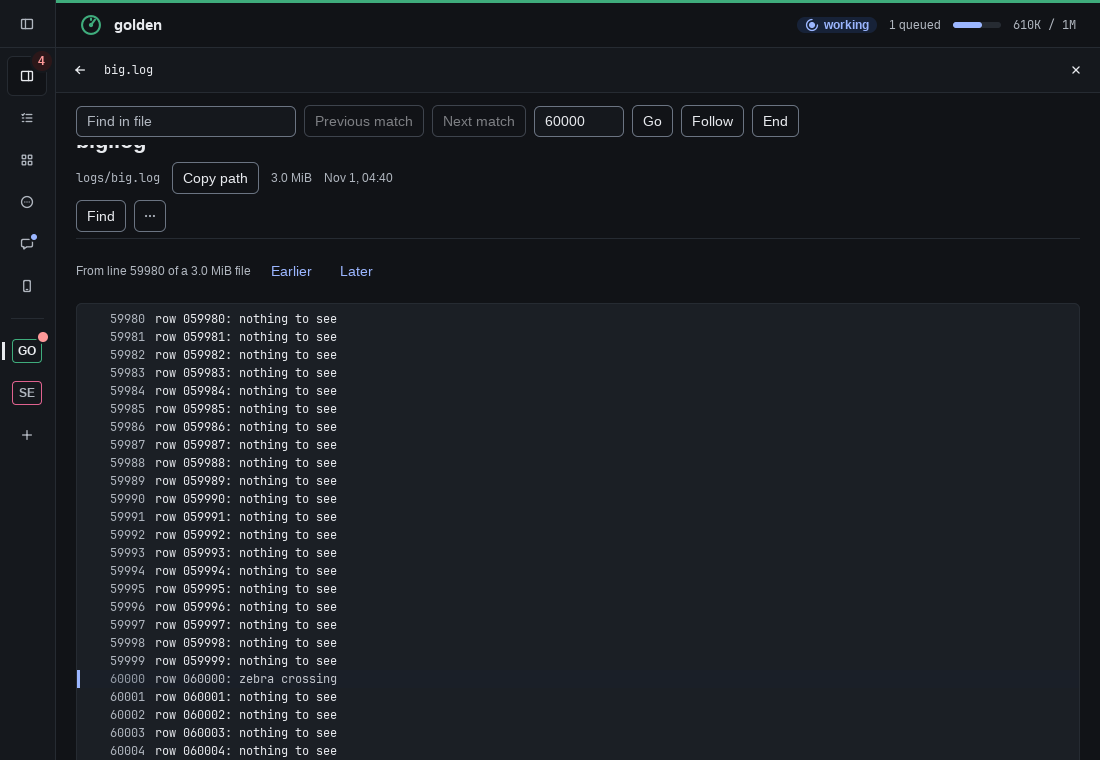 golden
working
1 queued
610K / 1M
4
big.log
Find in file
Previous match
Next match
60000
Go
Follow
End
big.log
logs/big.log
Copy path
3.0 MiB
Nov 1, 04:40
Find
...
From line 59980 of a 3.0 MiB file
Earlier
Later
GO
SE
59980 row 059980: nothing to see
59981 row 059981: nothing to see
59982 row 059982: nothing to see
59983 row 059983: nothing to see
59984 row 059984: nothing to see
59985 row 059985: nothing to see
59986 row 059986: nothing to see
59987 row 059987: nothing to see
59988 row 059988: nothing to see
59989 row 059989: nothing to see
59990 row 059990: nothing to see
59991 row 059991: nothing to see
59992 row 059992: nothing to see
59993 row 059993: nothing to see
59994 row 059994: nothing to see
59995 row 059995: nothing to see
59996 row 059996: nothing to see
59997 row 059997: nothing to see
59998 row 059998: nothing to see
59999 row 059999: nothing to see
60000 row 060000: zebra crossing
60001 row 060001: nothing to see
60002 row 060002: nothing to see
60003 row 060003: nothing to see
60004 row 060004: nothing to see